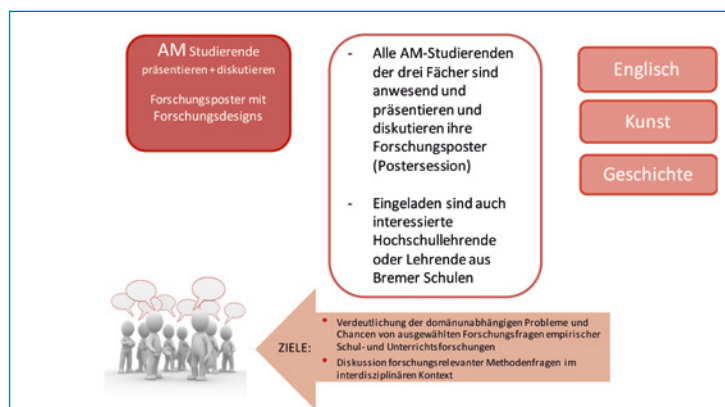 AM Studierende
präsentieren + diskutieren
Forschungsposter mit
Forschungsdesigns
- Alle AM-Studierenden
der drei Fächer sind
anwesend und
präsentieren und
diskutieren ihre
Forschungsposter
(Postersession)
- Eingeladen sind auch
interessierte
Hochschullehrende
oder Lehrende aus
Bremer Schulen
Englisch
Kunst
Geschichte
ZIELE:
• Verdeutlichung der domänunabhängigen Probleme und
Chancen von ausgewählten Forschungsfragen empirischer
Schul- und Unterrichtsforschungen
• Diskussion forschungsrelevanter Methodenfragen im
interdisziplinären Kontext